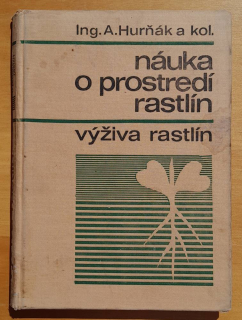 Ing. A. Hurňák a kol.
náuka
o prostredí
rastlín
výživa rastlín